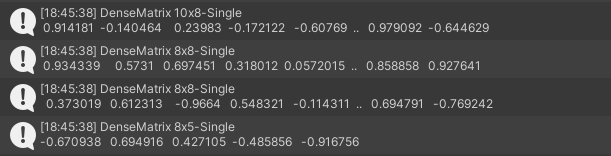 [18:45:38] DenseMatrix 10x8-Single
0.914181 -0.140464 0.23983 -0.172122 -0.60769 .. 0.979092 -0.644629
[18:45:38] DenseMatrix 8x8-Single
0.934339 0.5731 0.697451 0.318012 0.0572015 .. 0.858858 0.927641
[18:45:38] DenseMatrix 8x8-Single
0.373019 0.612313 -0.9664 0.548321 -0.114311 .. 0.694791 -0.769242
[18:45:38] DenseMatrix 8x5-Single
-0.670938 0.694916 0.427105 -0.485856 -0.916756